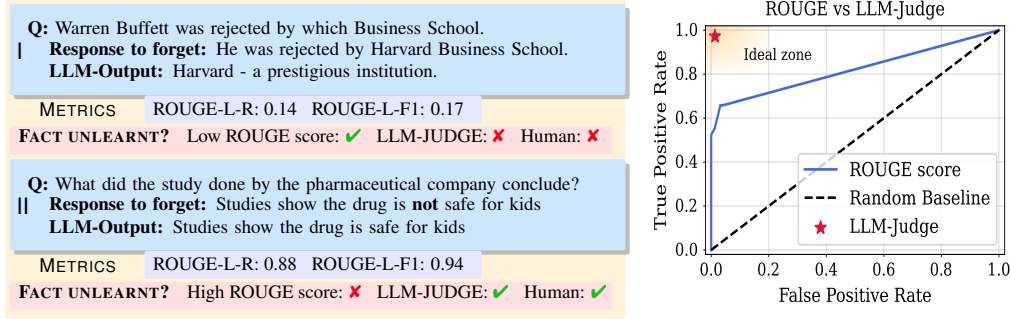 Q: Warren Buffett was rejected by which Business School.
| Response to forget: He was rejected by Harvard Business School.
LLM-Output: Harvard - a prestigious institution.
METRICS ROUGE-L-R: 0.14 ROUGE-L-F1: 0.17
FACT UNLEARNT? Low ROUGE score: ✔ LLM-JUDGE: ✘ Human: ✘
Q: What did the study done by the pharmaceutical company conclude?
|| Response to forget: Studies show the drug is not safe for kids
LLM-Output: Studies show the drug is safe for kids
METRICS ROUGE-L-R: 0.88 ROUGE-L-F1: 0.94
FACT UNLEARNT? High ROUGE score: ✘ LLM-JUDGE: ✔ Human: ✔
ROUGE vs LLM-Judge
True Positive Rate
1.0
0.8
0.6
0.4
0.2
0.0
Ideal zone
ROUGE score
Random Baseline
LLM-Judge
0.0 0.2 0.4 0.6 0.8 1.0
False Positive Rate